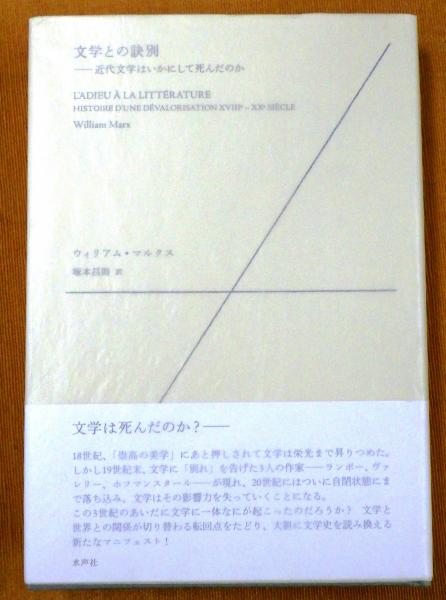 文学との訣別
──近代文学はいかにして死んだのか
L'ADIEU À LA LITTÉRATURE
HISTOIRE D'UNE DÉVALORISATION XVIIIᵉ – XXᵉ SIÈCLE
William Marx
ウィリアム・マルクス
塚本昌則 訳
文学は死んだのか？──
18世紀、「崇高の美学」にあと押しされて文学は栄光まで昇りつめた。
しかし19世紀末、文学に「別れ」を告げた3人の作家──ランボー、ヴァ
レリー、ホフマンスタール──が現れ、20世紀にはついに自閉状態にま
で落ち込み、文学はその影響力を失っていくことになる。
この3世紀のあいだに文学に一体なにが起こったのだろうか？ 文学と
世界との関係が切り替わる転回点をたどり、大胆に文学史を読み換える
新たなマニフェスト！
水声社